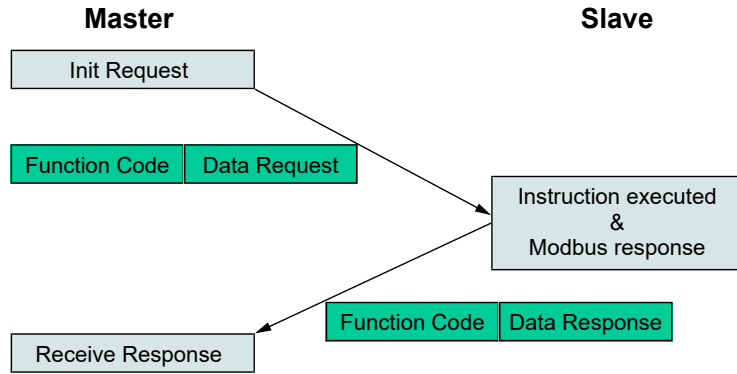 Master
Slave
Init Request
Function Code
Data Request
Instruction executed
&
Modbus response
Function Code
Data Response
Receive Response